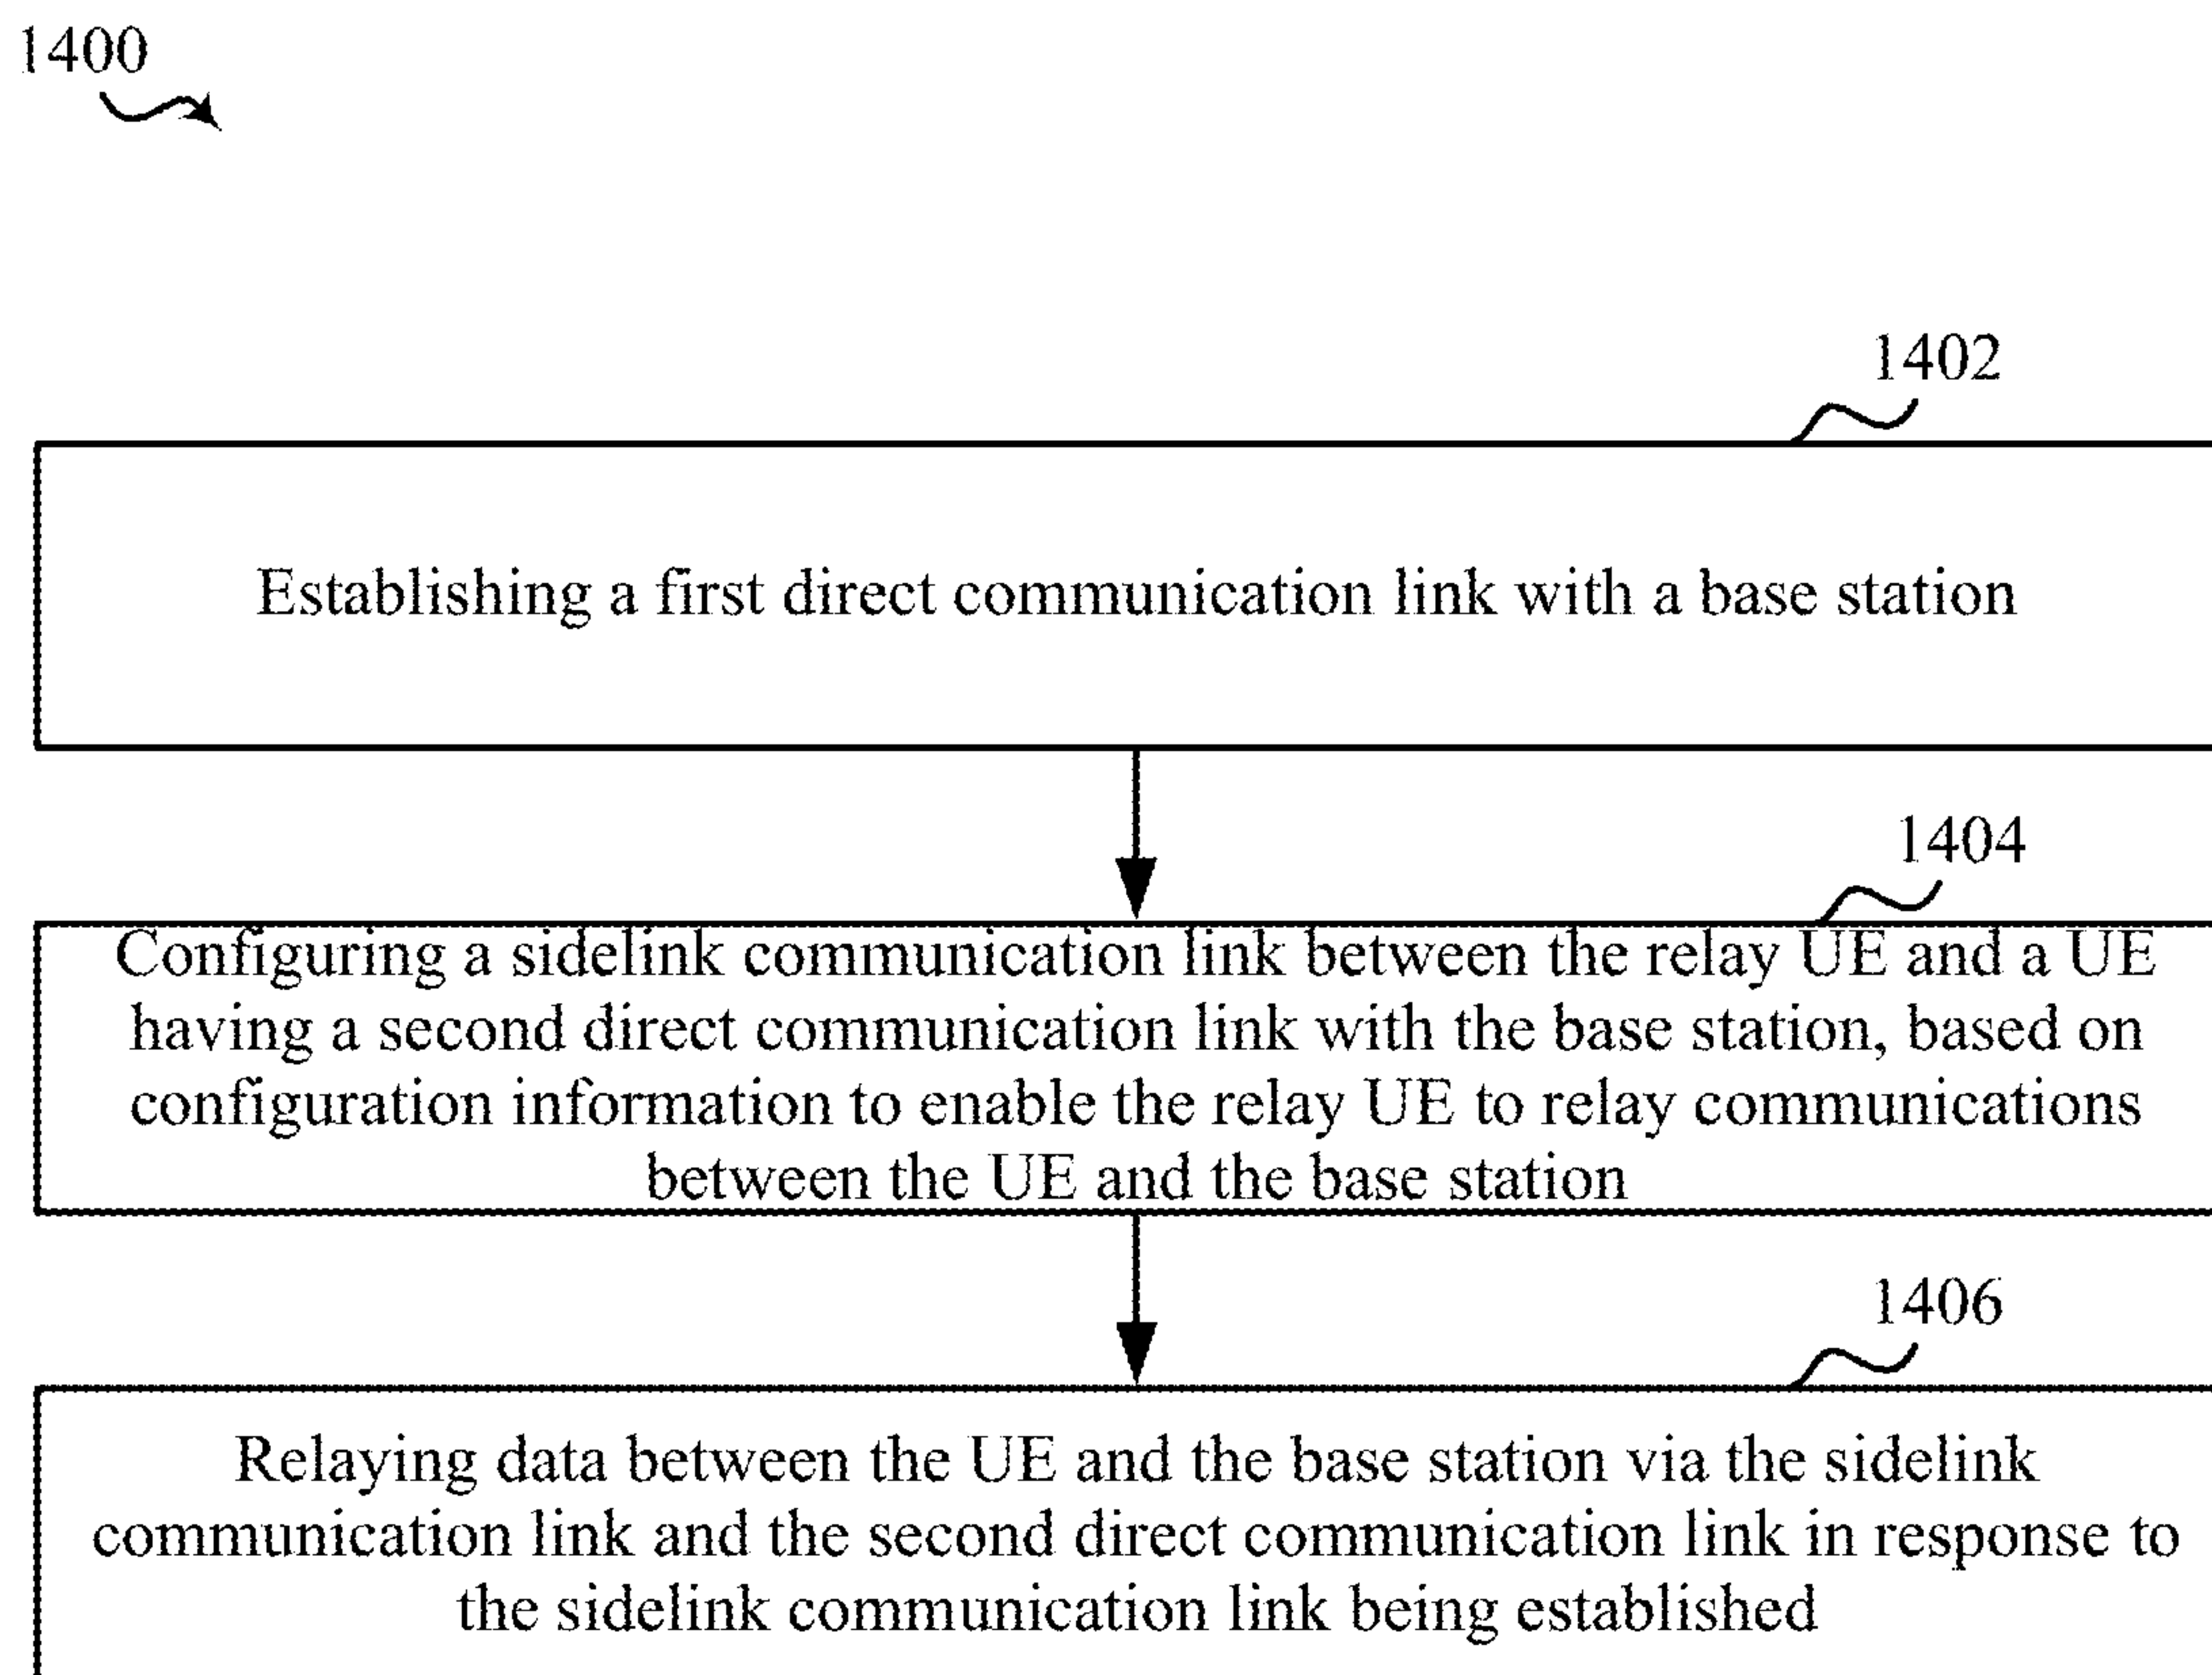 1400
1402
Establishing a first direct communication link with a base station
1404
Configuring a sidelink communication link between the relay UE and a UE
having a second direct communication link with the base station, based on
configuration information to enable the relay UE to relay communications
between the UE and the base station
1406
Relaying data between the UE and the base station via the sidelink
communication link and the second direct communication link in response to
the sidelink communication link being established